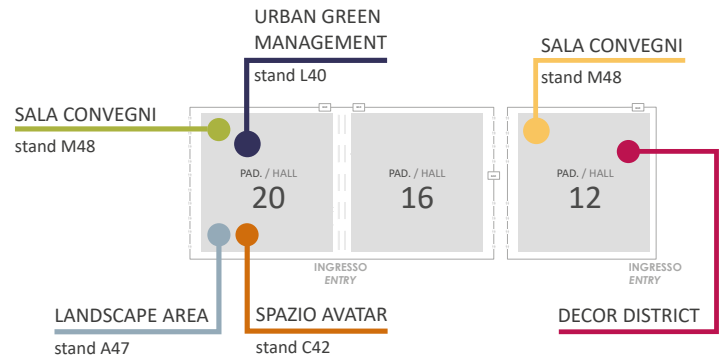 URBAN GREEN
MANAGEMENT
stand L40
SALA CONVEGNI
stand M48
SALA CONVEGNI
stand M48
PAD. / HALL
20
PAD. / HALL
16
PAD. / HALL
12
INGRESSO
ENTRY
INGRESSO
ENTRY
LANDSCAPE AREA
stand A47
SPAZIO AVATAR
stand C42
DECOR DISTRICT